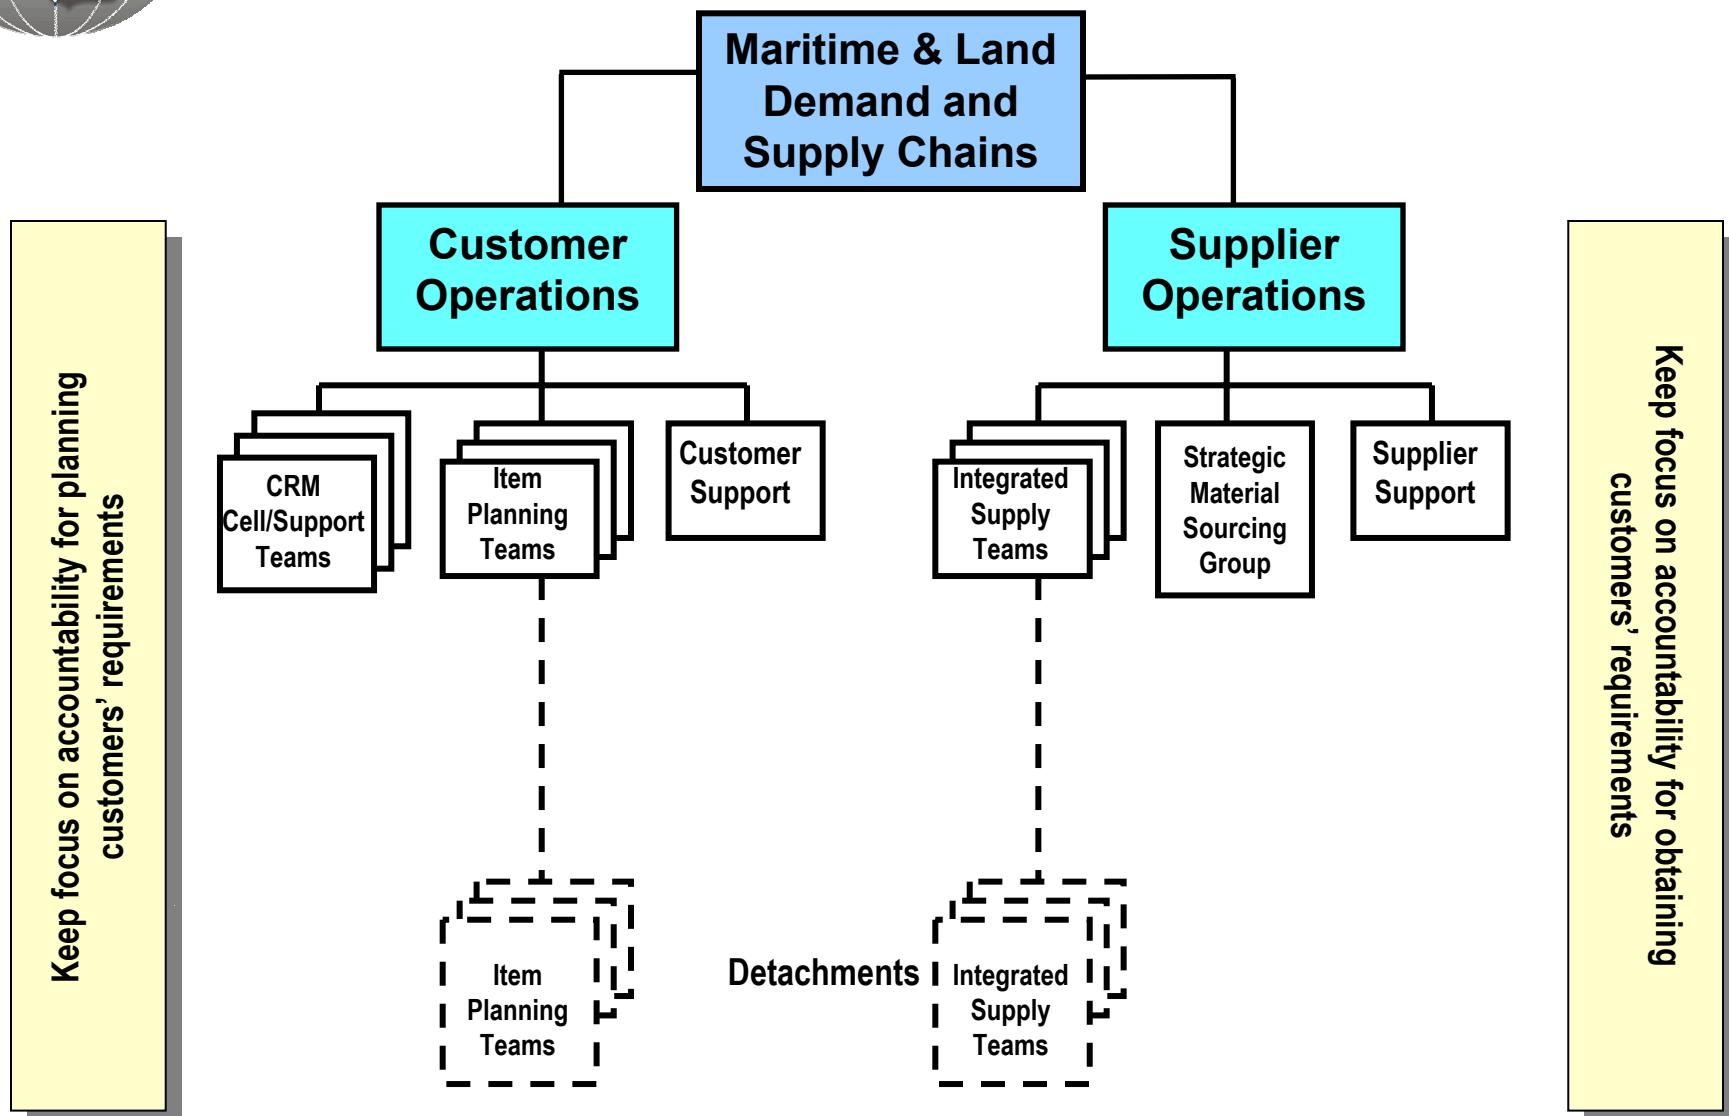 Maritime & Land
Demand and
Supply Chains
Customer
Operations
Supplier
Operations
CRM
Cell/Support
Teams
Item
Planning
Teams
Customer
Support
Integrated
Supply
Teams
Strategic
Material
Sourcing
Group
Supplier
Support
Keep focus on accountability for planning
customers’ requirements
Keep focus on accountability for obtaining
customers’ requirements
Item
Planning
Teams
Detachments
Integrated
Supply
Teams